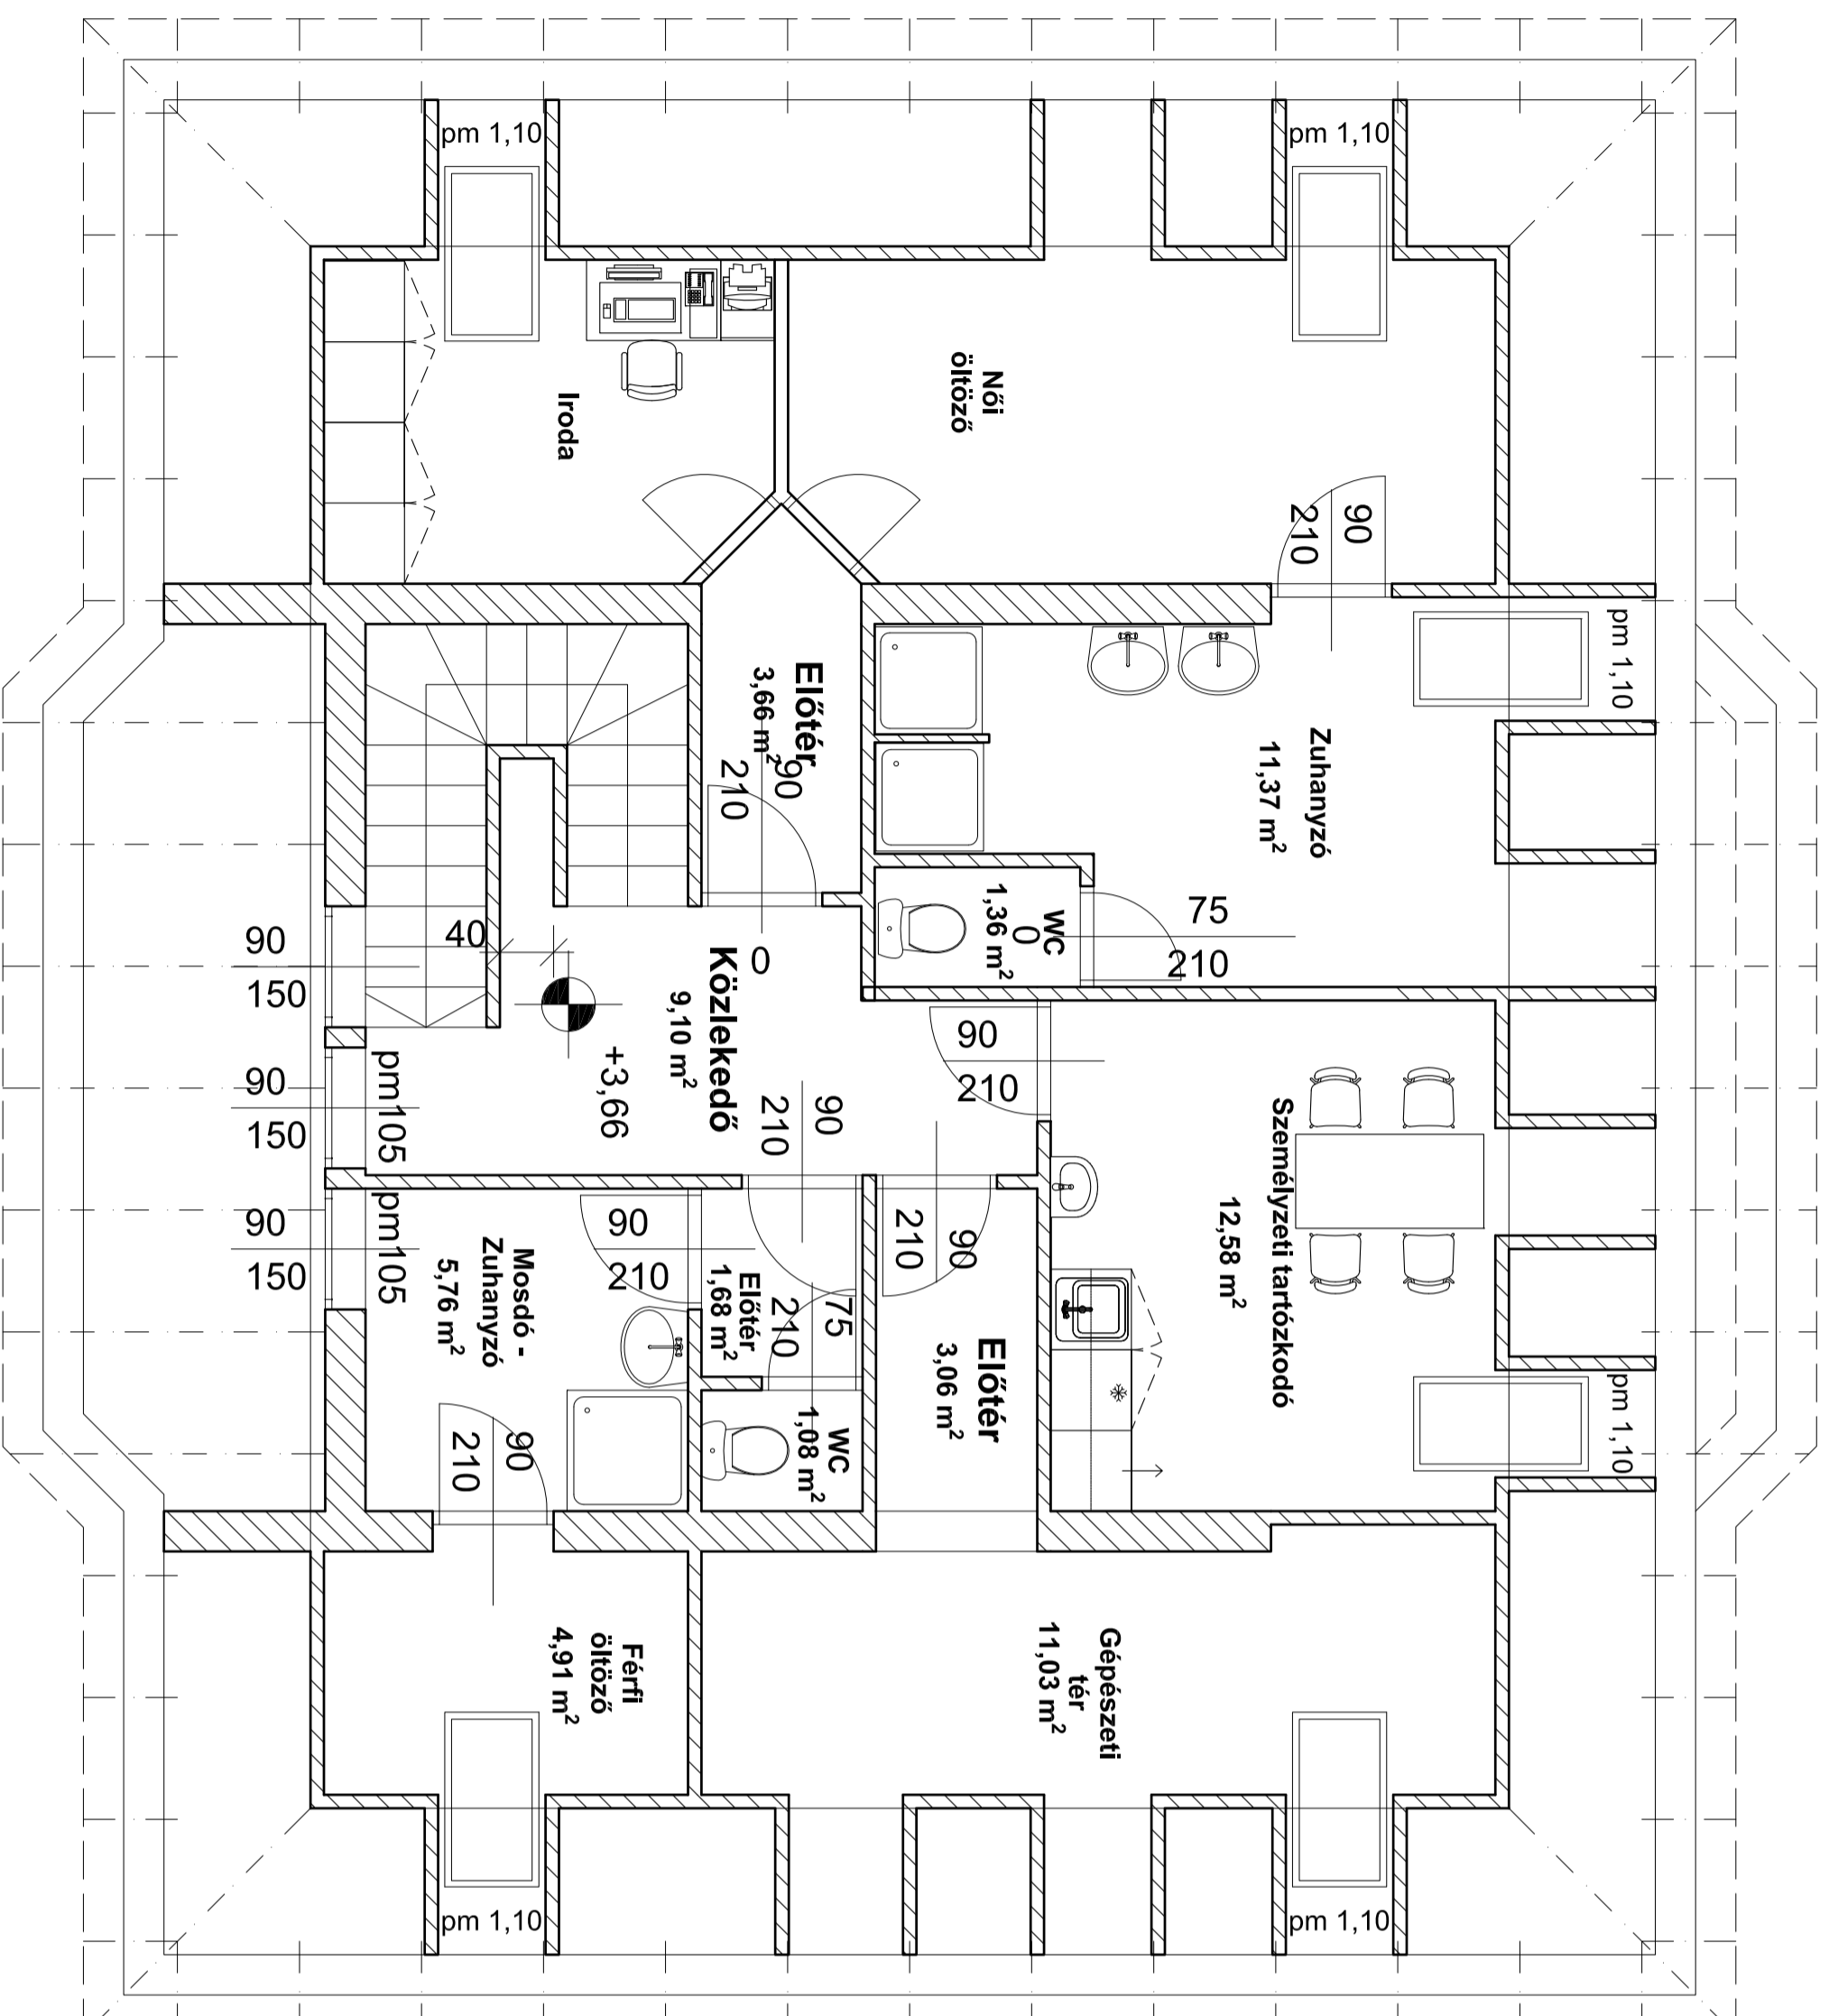 pm 1,10
pm 1,10
Női
öltöző
Iroda
90
210
pm 1,10
Előtér
3,66 m²
90
210
Zuhanyzó
11,37 m²
WC
0
1,36 m²
75
210
90
150
40
0
Közlekedő
9,10 m²
+3,66
90
210
90
150
pm105
90
210
Személyzeti tartózkodó
12,58 m²
90
150
pm105
Mosdó -
Zuhanyzó
5,76 m²
90
210
Előtér
1,68 m²
75
210
90
210
Előtér
3,06 m²
pm 1,10
90
210
WC
1,08 m²
Férfi
öltöző
4,91 m²
Gépészeti
tér
11,03 m²
pm 1,10
pm 1,10